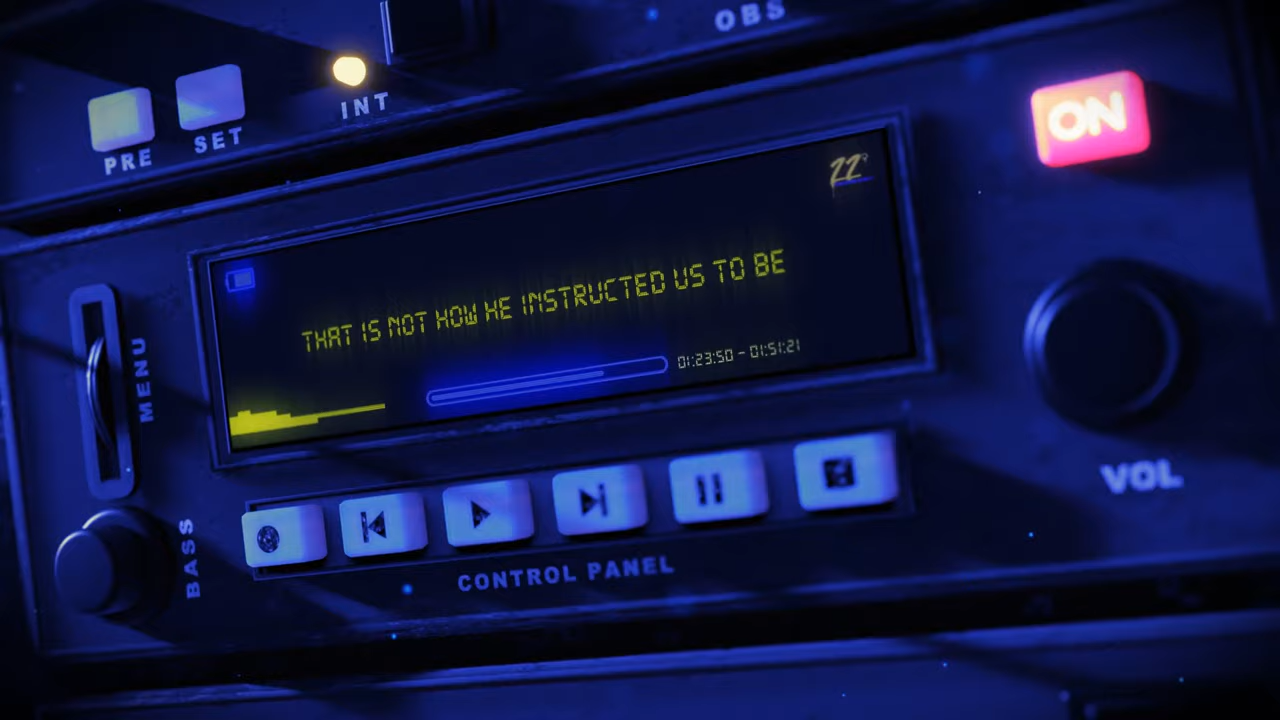 OBS
INT
PRE
SET
ON
22°
THAT IS NOT HOW HE INSTRUCTED US TO BE
01:23:50 - 01:51:21
MENU
BASS
VOL
CONTROL PANEL